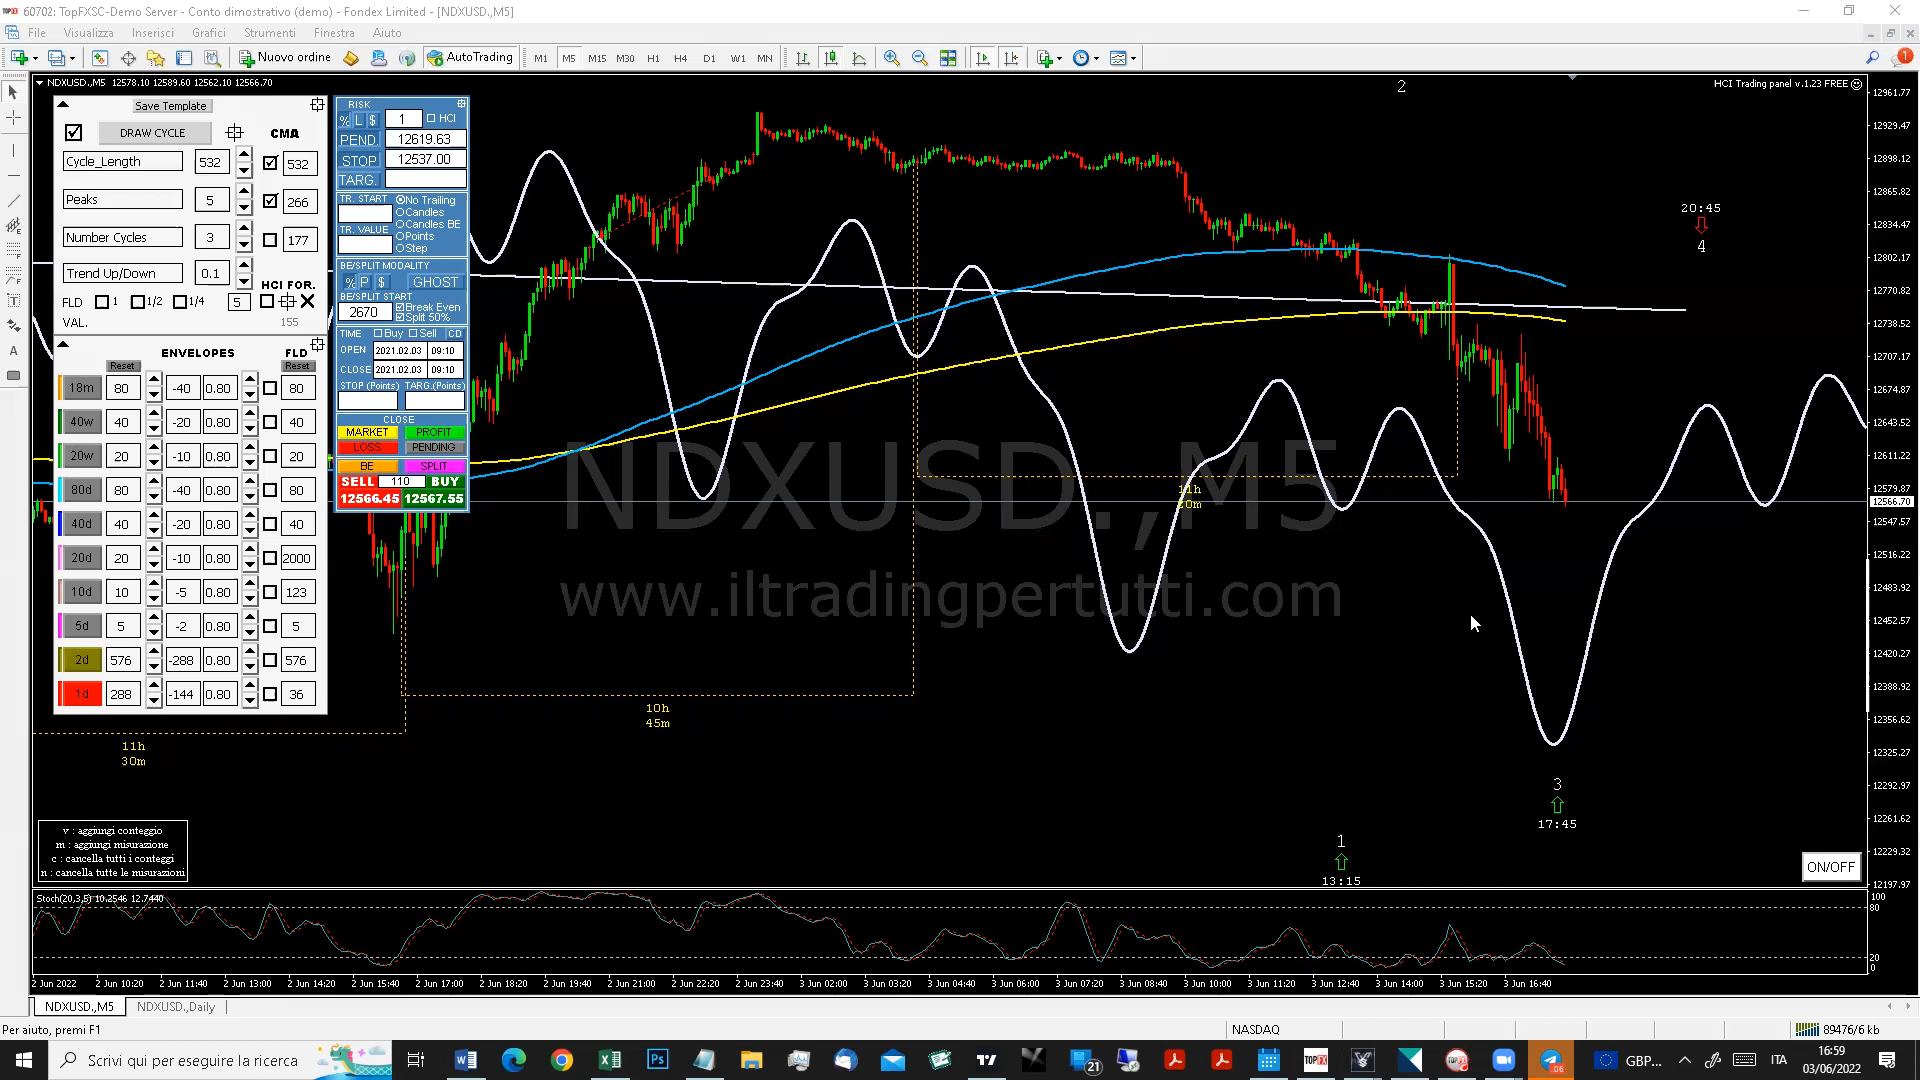 60702: TopFXSC-Demo Server - Conto dimostrativo (demo) - Fondex Limited - [NDXUSD.,M5]
File Visualizza Inserisci Grafici Strumenti Finestra Aiuto
Nuovo ordine AutoTrading M1 M5 M15 M30 H1 H4 D1 W1 MN 1
NDXUSD.,M5 12578.10 12589.60 12562.10 12566.70
HCI Trading panel v.1.23 FREE
2
Save Template
DRAW CYCLE CMA
Cycle_Length 532 532
Peaks 5 266
Number Cycles 3 177
Trend Up/Down 0.1
HCI FOR.
FLD 1 1/2 1/4 5
VAL. 155
ENVELOPES FLD
Reset Reset
18m 80 -40 0.80 80
40w 40 -20 0.80 40
20w 20 -10 0.80 20
80d 80 -40 0.80 80
40d 40 -20 0.80 40
20d 20 -10 0.80 2000
10d 10 -5 0.80 123
5d 5 -2 0.80 5
2d 576 -288 0.80 576
1d 288 -144 0.80 36
RISK
% L $ 1 HCI
PEND. 12619.63
STOP 12537.00
TARG.
TR. START No Trailing
Candles
TR. VALUE Candles BE
Points
Step
BE/SPLIT MODALITY
% P $ GHOST
BE/SPLIT START
2670 Break Even
Split 50%
TIME Buy Sell CD
OPEN 2021.02.03 09:10
CLOSE 2021.02.03 09:10
STOP (Points) TARG.(Points)
CLOSE
MARKET PROFIT
LOSS PENDING
BE SPLIT
SELL 110 BUY
12566.45 12567.55
NDXUSD.,M5
www.iltradingpertutti.com
20:45
4
11h
20m
10h
45m
11h
30m
3
17:45
1
13:15
v : aggiungi conteggio
m : aggiungi misurazione
c : cancella tutti i conteggi
n : cancella tutte le misurazioni
ON/OFF
12961.77
12929.47
12898.12
12865.82
12834.47
12802.17
12770.82
12738.52
12707.17
12674.87
12643.52
12611.22
12579.87
12566.70
12547.57
12516.22
12483.92
12452.57
12420.27
12388.92
12356.62
12325.27
12292.97
12261.62
12229.32
12197.97
Stoch(20,3,5) 10.2546 12.7440
100
80
20
0
2 Jun 2022 2 Jun 10:20 2 Jun 11:40 2 Jun 13:00 2 Jun 14:20 2 Jun 15:40 2 Jun 17:00 2 Jun 18:20 2 Jun 19:40 2 Jun 21:00 2 Jun 22:20 2 Jun 23:40 3 Jun 02:00 3 Jun 03:20 3 Jun 04:40 3 Jun 06:00 3 Jun 07:20 3 Jun 08:40 3 Jun 10:00 3 Jun 11:20 3 Jun 12:40 3 Jun 14:00 3 Jun 15:20 3 Jun 16:40
NDXUSD.,M5 NDXUSD.,Daily
Per aiuto, premi F1 NASDAQ 89476/6 kb
Scrivi qui per eseguire la ricerca 21 GBP... ITA 16:59
03/06/2022